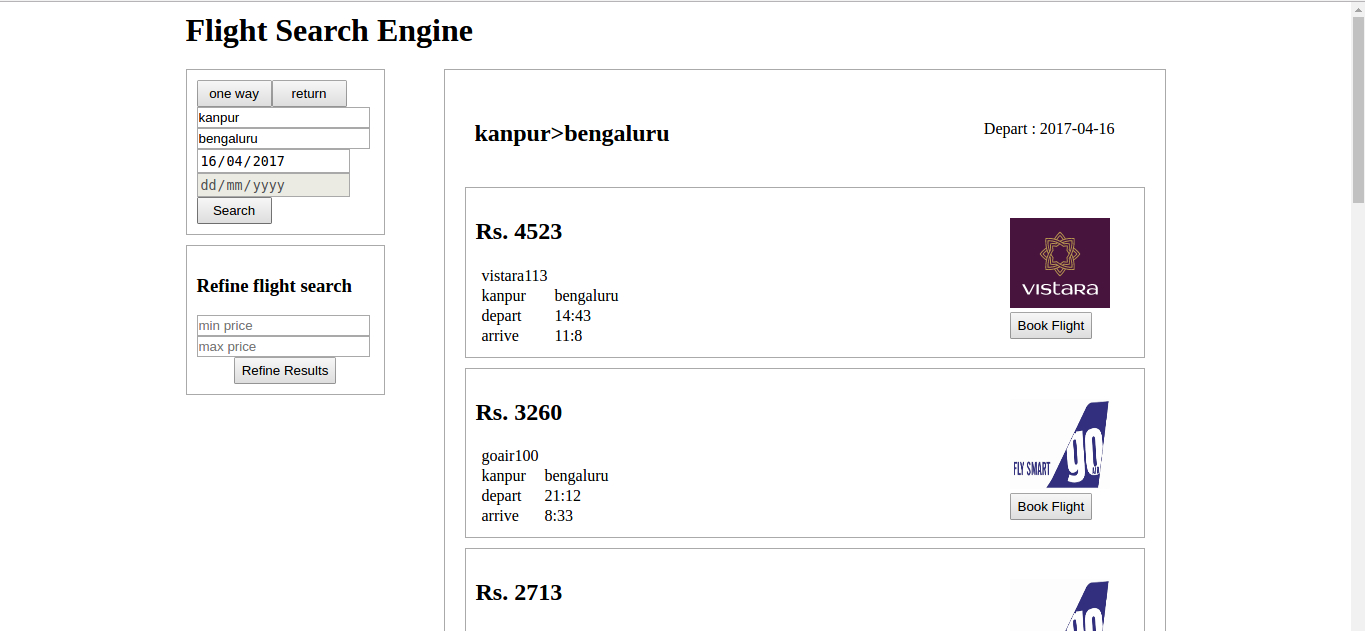 Flight Search Engine
one way return
kanpur
bengaluru
16/04/2017
dd/mm/yyyy
Search
Refine flight search
min price
max price
Refine Results
kanpur>bengaluru
Depart : 2017-04-16
Rs. 4523
vistara113
kanpur bengaluru
depart 14:43
arrive 11:8
VISTARA
Book Flight
Rs. 3260
goair100
kanpur bengaluru
depart 21:12
arrive 8:33
FLY SMART go
Book Flight
Rs. 2713
go